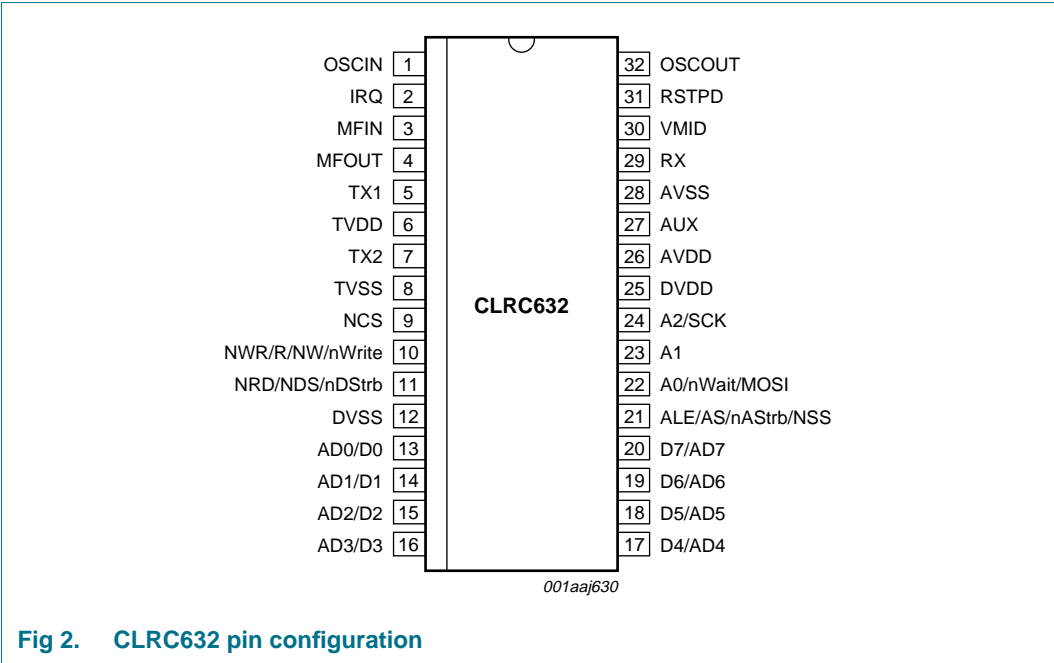 OSCIN 1
IRQ 2
MFIN 3
MFOUT 4
TX1 5
TVDD 6
TX2 7
TVSS 8
NCS 9
NWR/R/NW/nWrite 10
NRD/NDS/nDStrb 11
DVSS 12
AD0/D0 13
AD1/D1 14
AD2/D2 15
AD3/D3 16
CLRC632
32 OSCOUT
31 RSTPD
30 VMID
29 RX
28 AVSS
27 AUX
26 AVDD
25 DVDD
24 A2/SCK
23 A1
22 A0/nWait/MOSI
21 ALE/AS/nAStrb/NSS
20 D7/AD7
19 D6/AD6
18 D5/AD5
17 D4/AD4
001aaj630
Fig 2. CLRC632 pin configuration